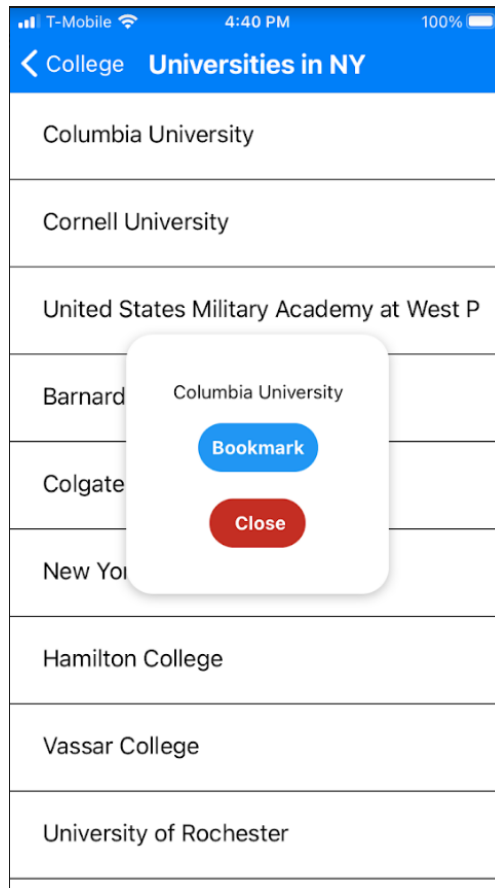 T-Mobile 4:40 PM 100%
College Universities in NY
Columbia University
Cornell University
United States Military Academy at West P
Barnard
Columbia University
Bookmark
Colgate
Close
New Yor
Hamilton College
Vassar College
University of Rochester